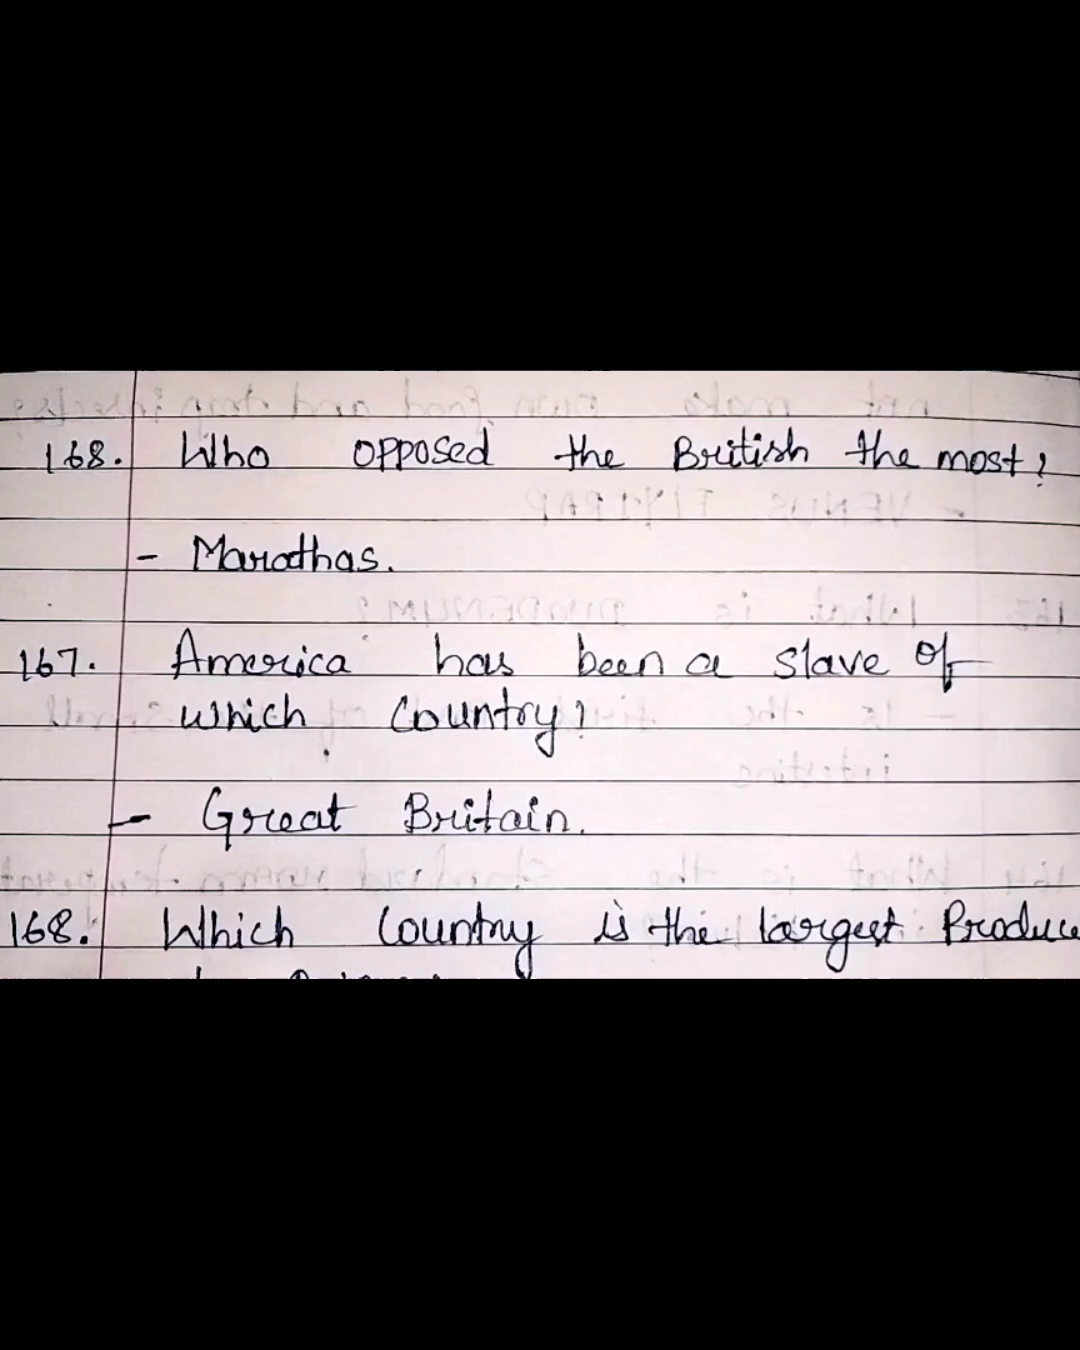 168. Who opposed the British the most?
- Marathas.
167. America has been a slave of
which Country?
- Great Britain.
168. Which Country is the largest Produce